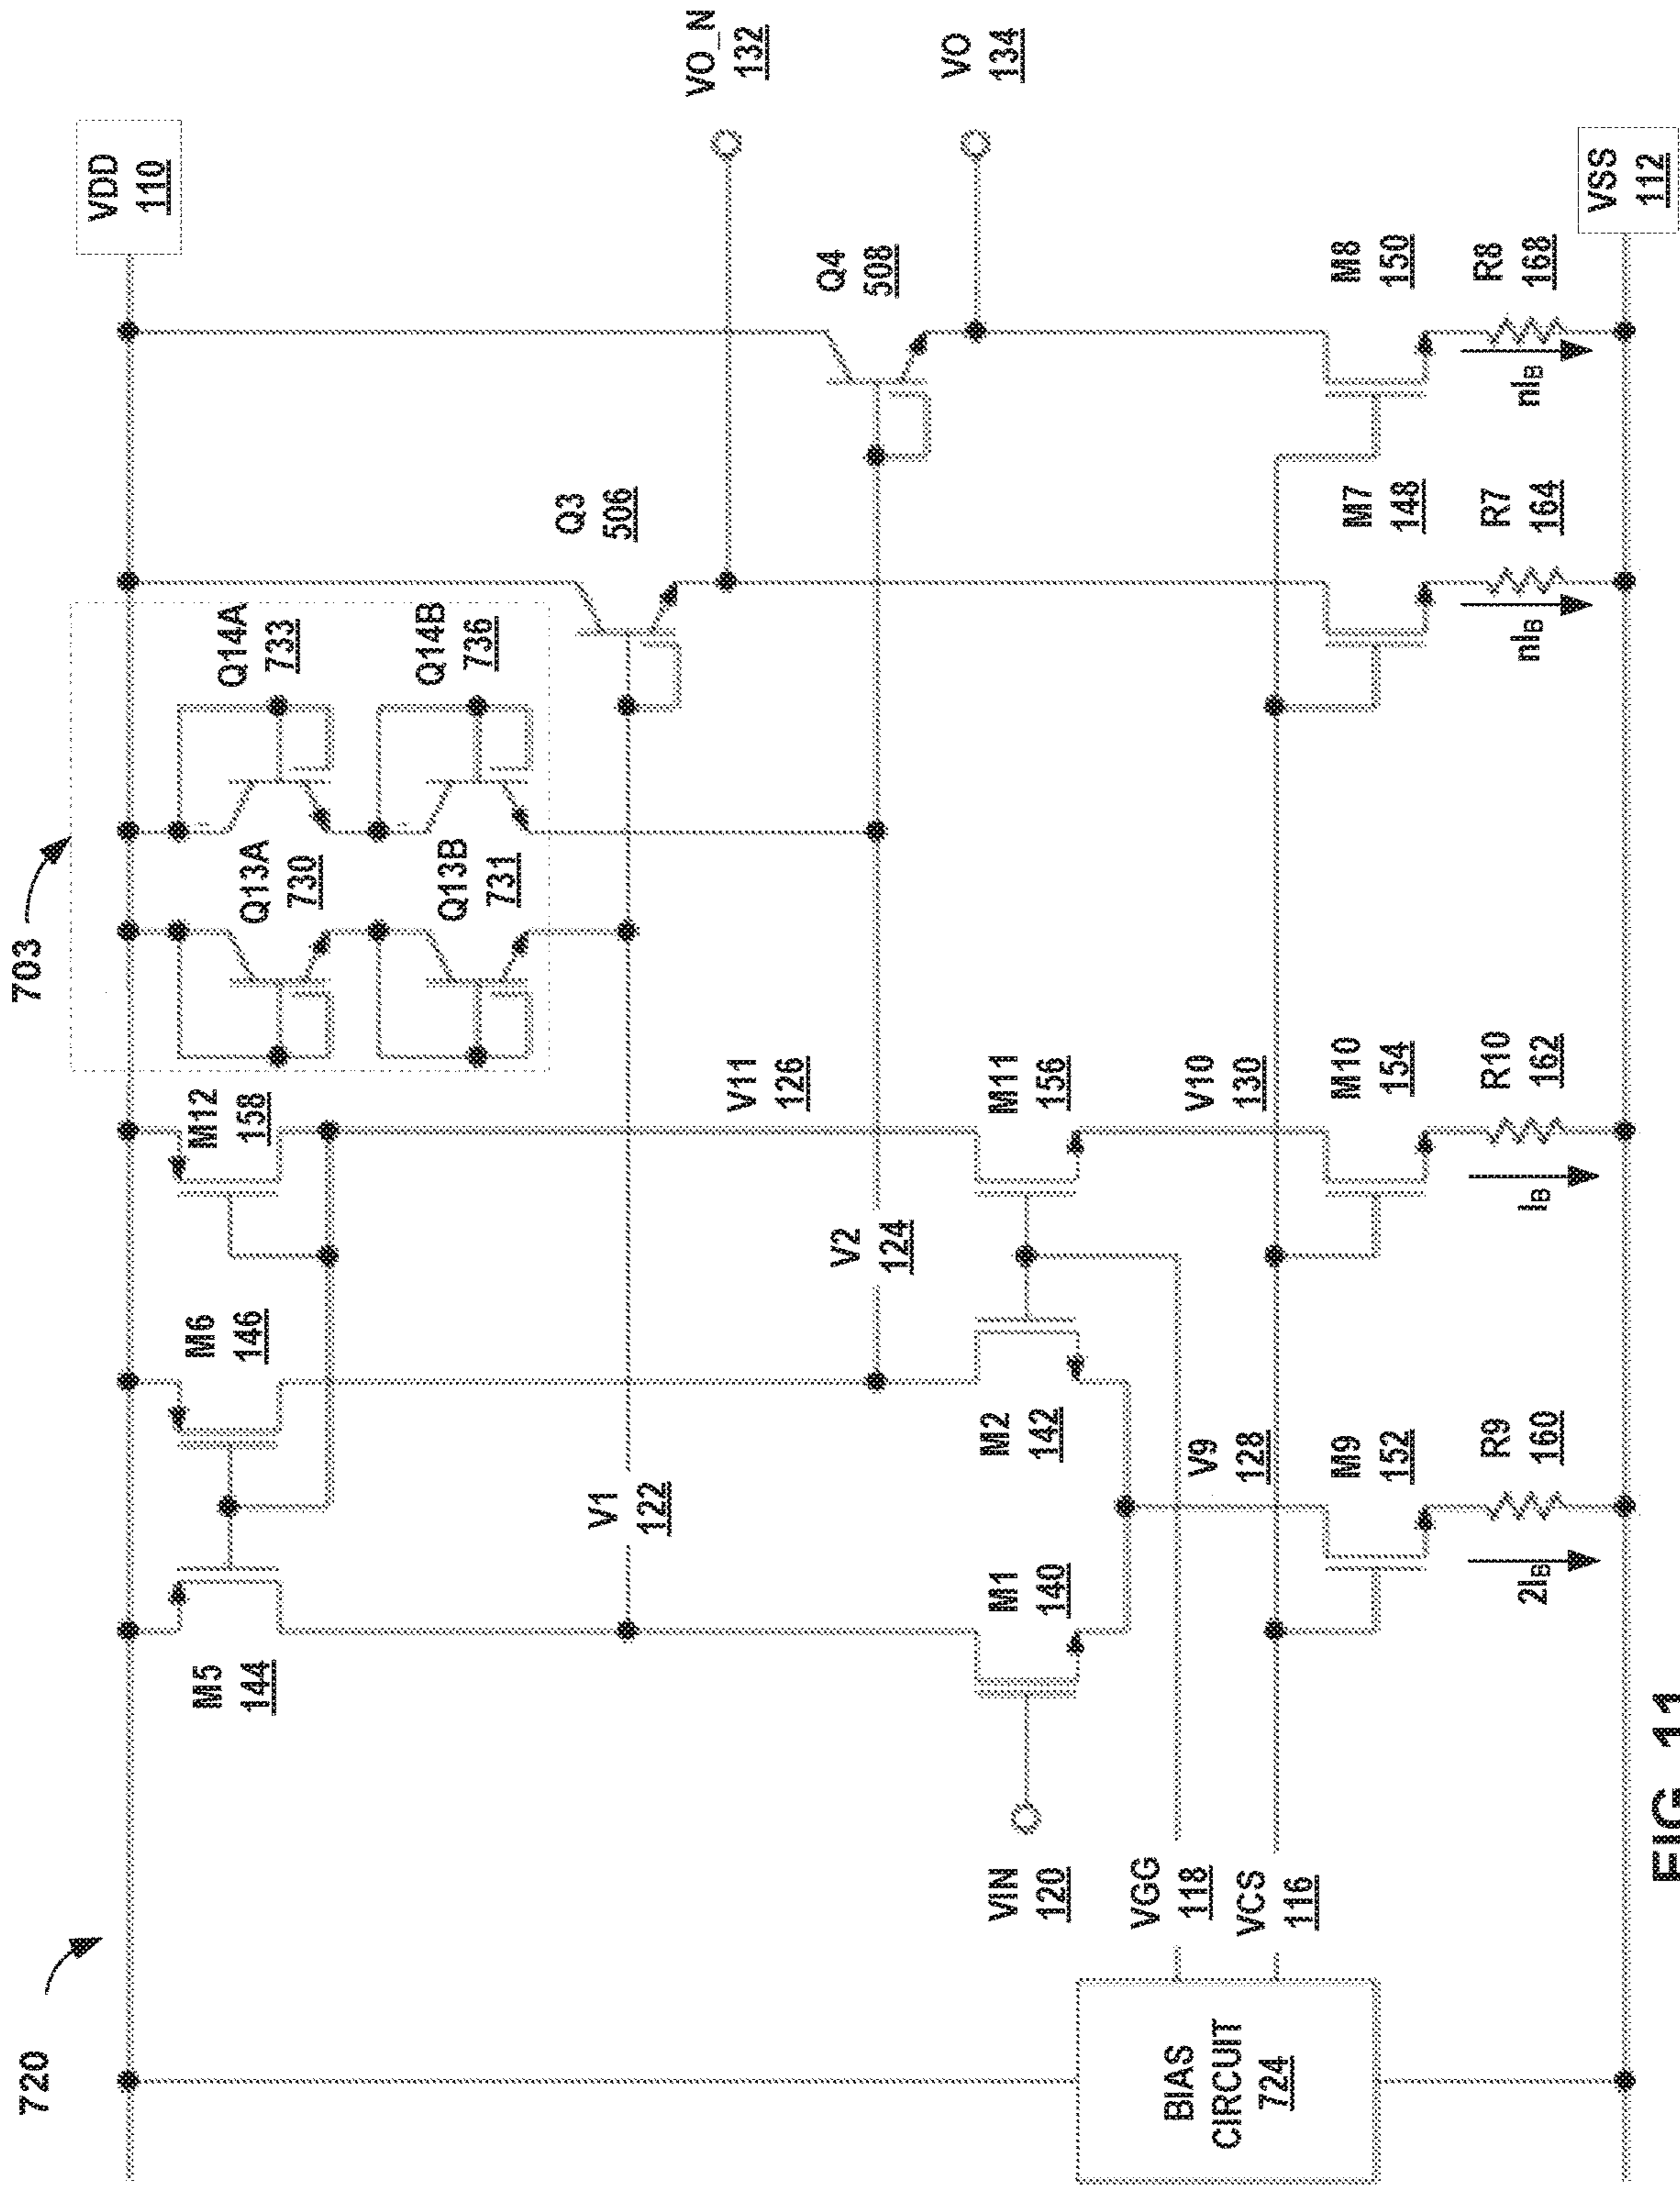 720
703
VDD
110
M5
144
M6
146
M12
158
Q13A
730
Q14A
733
Q13B
731
Q14B
736
Q3
506
Q4
508
VO_N
132
VO
134
V1
122
V2
124
V11
126
VIN
120
M1
140
M2
142
M11
156
VGG
118
VCS
116
V9
128
V10
130
BIAS
CIRCUIT
724
M9
152
M10
154
M7
148
M8
150
2IB
R9
160
IB
R10
162
nIB
R7
164
nIB
R8
168
VSS
112
FIG. 11